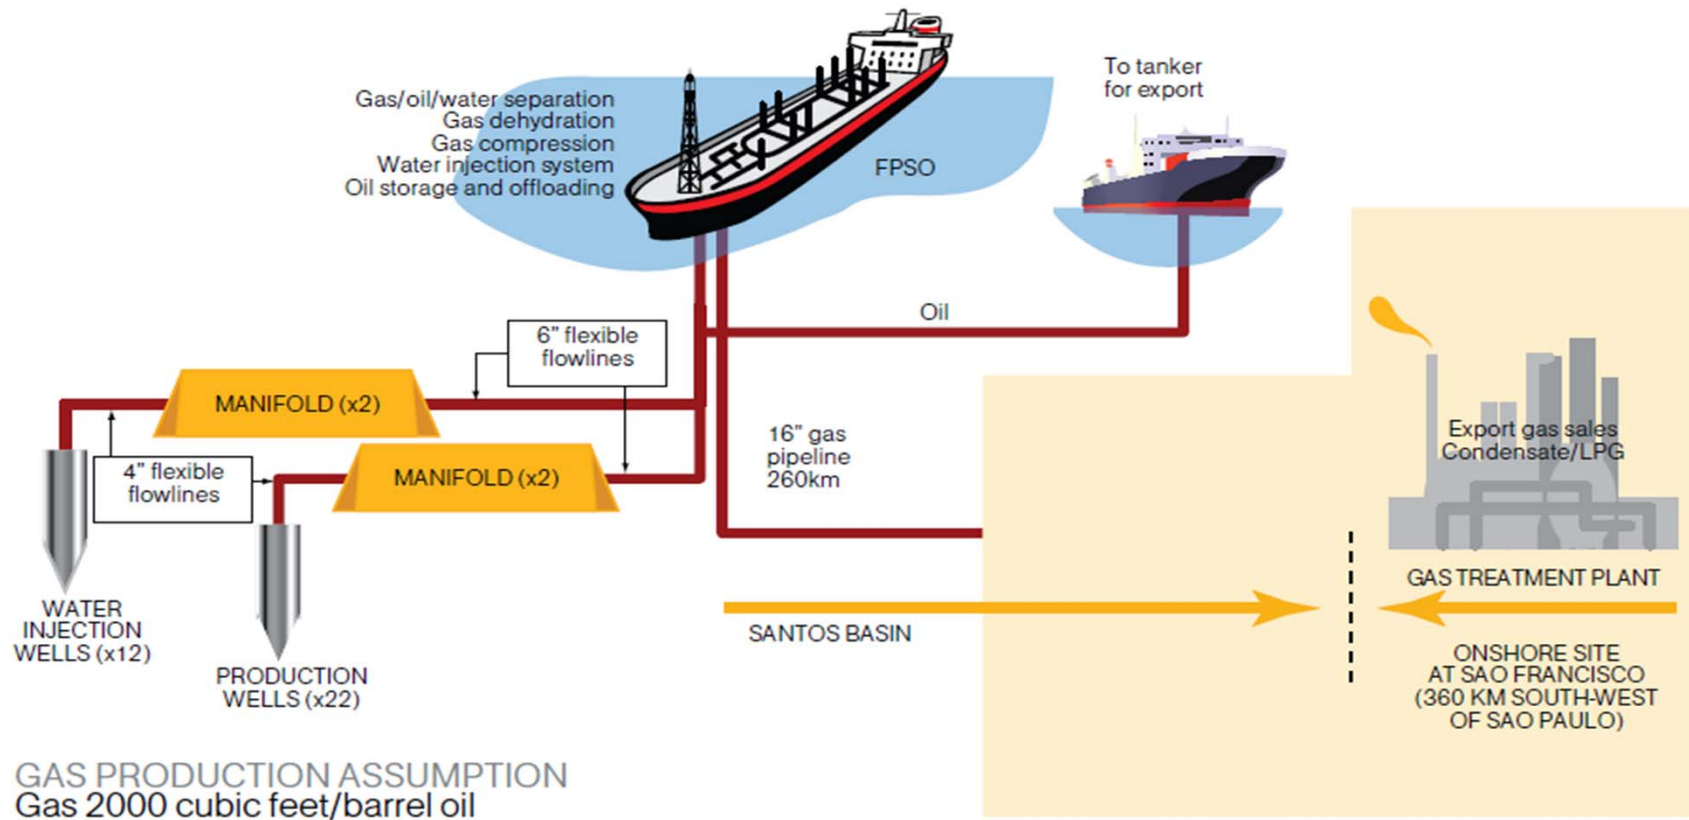 Gas/oil/water separation
Gas dehydration
Gas compression
Water injection system
Oil storage and offloading
FPSO
To tanker
for export
Oil
6” flexible
flowlines
MANIFOLD (x2)
4” flexible
flowlines
MANIFOLD (x2)
16” gas
pipeline
260km
Export gas sales
Condensate/LPG
GAS TREATMENT PLANT
WATER
INJECTION
WELLS (x12)
PRODUCTION
WELLS (x22)
SANTOS BASIN
ONSHORE SITE
AT SAO FRANCISCO
(360 KM SOUTH-WEST
OF SAO PAULO)
GAS PRODUCTION ASSUMPTION
Gas 2000 cubic feet/barrel oil